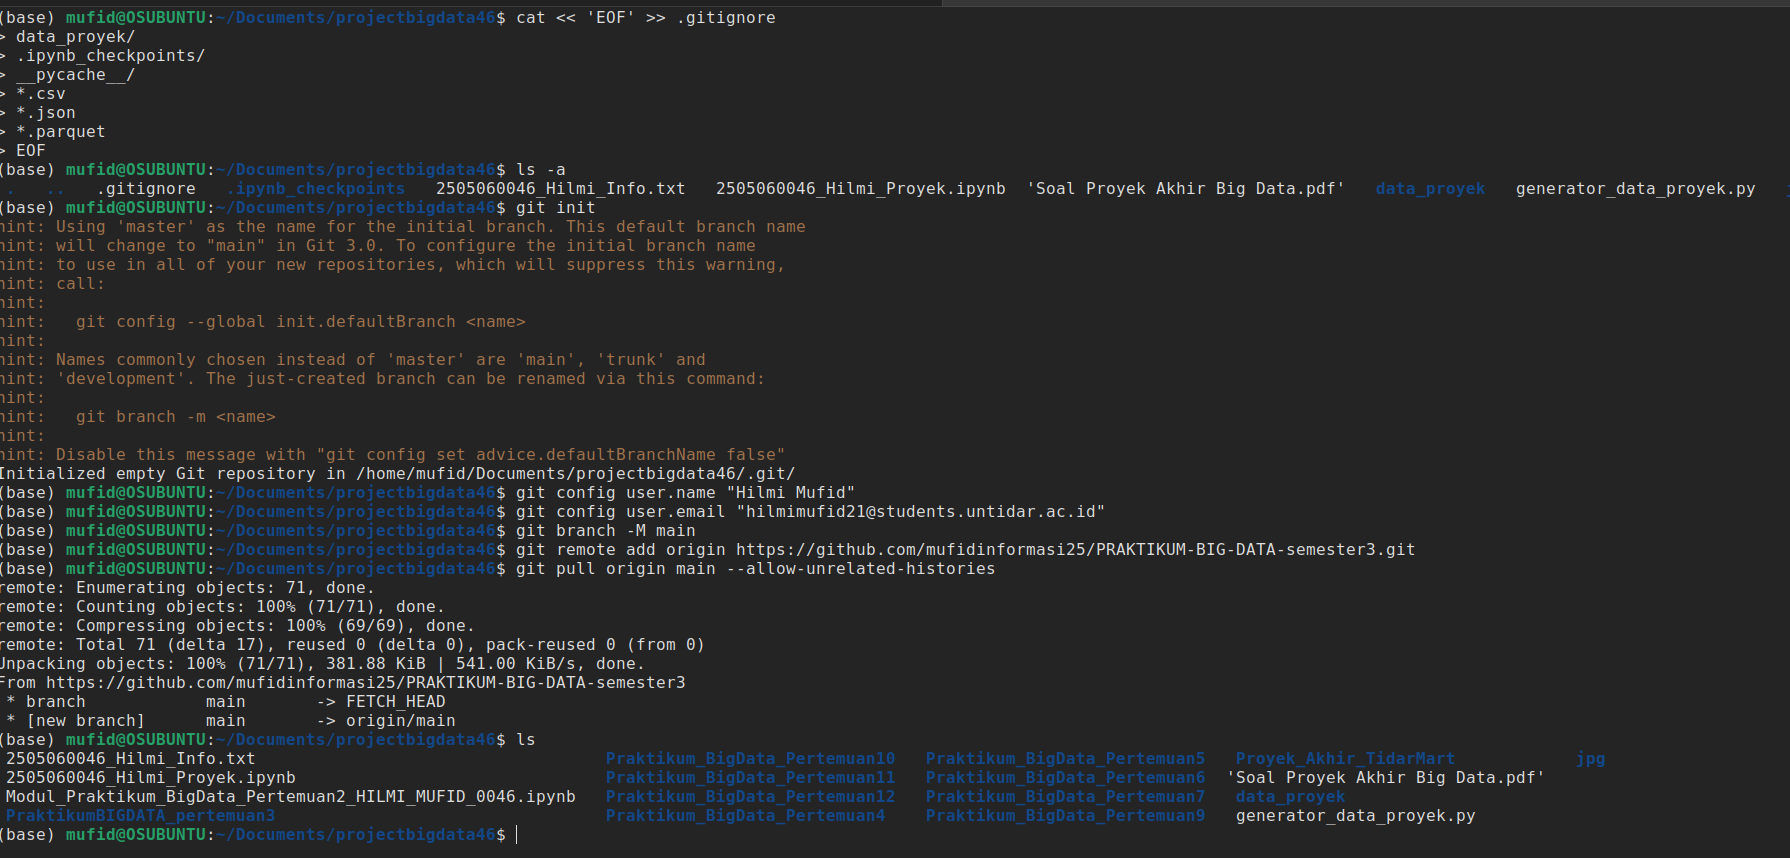 (base) mufid@OSUBUNTU:~/Documents/projectbigdata46$ cat << 'EOF' >> .gitignore
> data_proyek/
> .ipynb_checkpoints/
> __pycache__/
> *.csv
> *.json
> *.parquet
> EOF
(base) mufid@OSUBUNTU:~/Documents/projectbigdata46$ ls -a
.   ..   .gitignore   .ipynb_checkpoints   2505060046_Hilmi_Info.txt   2505060046_Hilmi_Proyek.ipynb  'Soal Proyek Akhir Big Data.pdf'   data_proyek   generator_data_proyek.py
(base) mufid@OSUBUNTU:~/Documents/projectbigdata46$ git init
hint: Using 'master' as the name for the initial branch. This default branch name
hint: will change to "main" in Git 3.0. To configure the initial branch name
hint: to use in all of your new repositories, which will suppress this warning,
hint: call:
hint:
hint:   git config --global init.defaultBranch <name>
hint:
hint: Names commonly chosen instead of 'master' are 'main', 'trunk' and
hint: 'development'. The just-created branch can be renamed via this command:
hint:
hint:   git branch -m <name>
hint:
hint: Disable this message with "git config set advice.defaultBranchName false"
Initialized empty Git repository in /home/mufid/Documents/projectbigdata46/.git/
(base) mufid@OSUBUNTU:~/Documents/projectbigdata46$ git config user.name "Hilmi Mufid"
(base) mufid@OSUBUNTU:~/Documents/projectbigdata46$ git config user.email "hilmimufid21@students.untidar.ac.id"
(base) mufid@OSUBUNTU:~/Documents/projectbigdata46$ git branch -M main
(base) mufid@OSUBUNTU:~/Documents/projectbigdata46$ git remote add origin https://github.com/mufidinformasi25/PRAKTIKUM-BIG-DATA-semester3.git
(base) mufid@OSUBUNTU:~/Documents/projectbigdata46$ git pull origin main --allow-unrelated-histories
remote: Enumerating objects: 71, done.
remote: Counting objects: 100% (71/71), done.
remote: Compressing objects: 100% (69/69), done.
remote: Total 71 (delta 17), reused 0 (delta 0), pack-reused 0 (from 0)
Unpacking objects: 100% (71/71), 381.88 KiB | 541.00 KiB/s, done.
From https://github.com/mufidinformasi25/PRAKTIKUM-BIG-DATA-semester3
 * branch            main       -> FETCH_HEAD
 * [new branch]      main       -> origin/main
(base) mufid@OSUBUNTU:~/Documents/projectbigdata46$ ls
2505060046_Hilmi_Info.txt                                   Praktikum_BigData_Pertemuan10   Praktikum_BigData_Pertemuan5   Proyek_Akhir_TidarMart            jpg
2505060046_Hilmi_Proyek.ipynb                               Praktikum_BigData_Pertemuan11   Praktikum_BigData_Pertemuan6  'Soal Proyek Akhir Big Data.pdf'
Modul_Praktikum_BigData_Pertemuan2_HILMI_MUFID_0046.ipynb   Praktikum_BigData_Pertemuan12   Praktikum_BigData_Pertemuan7   data_proyek
PraktikumBIGDATA_pertemuan3                                 Praktikum_BigData_Pertemuan4    Praktikum_BigData_Pertemuan9   generator_data_proyek.py
(base) mufid@OSUBUNTU:~/Documents/projectbigdata46$